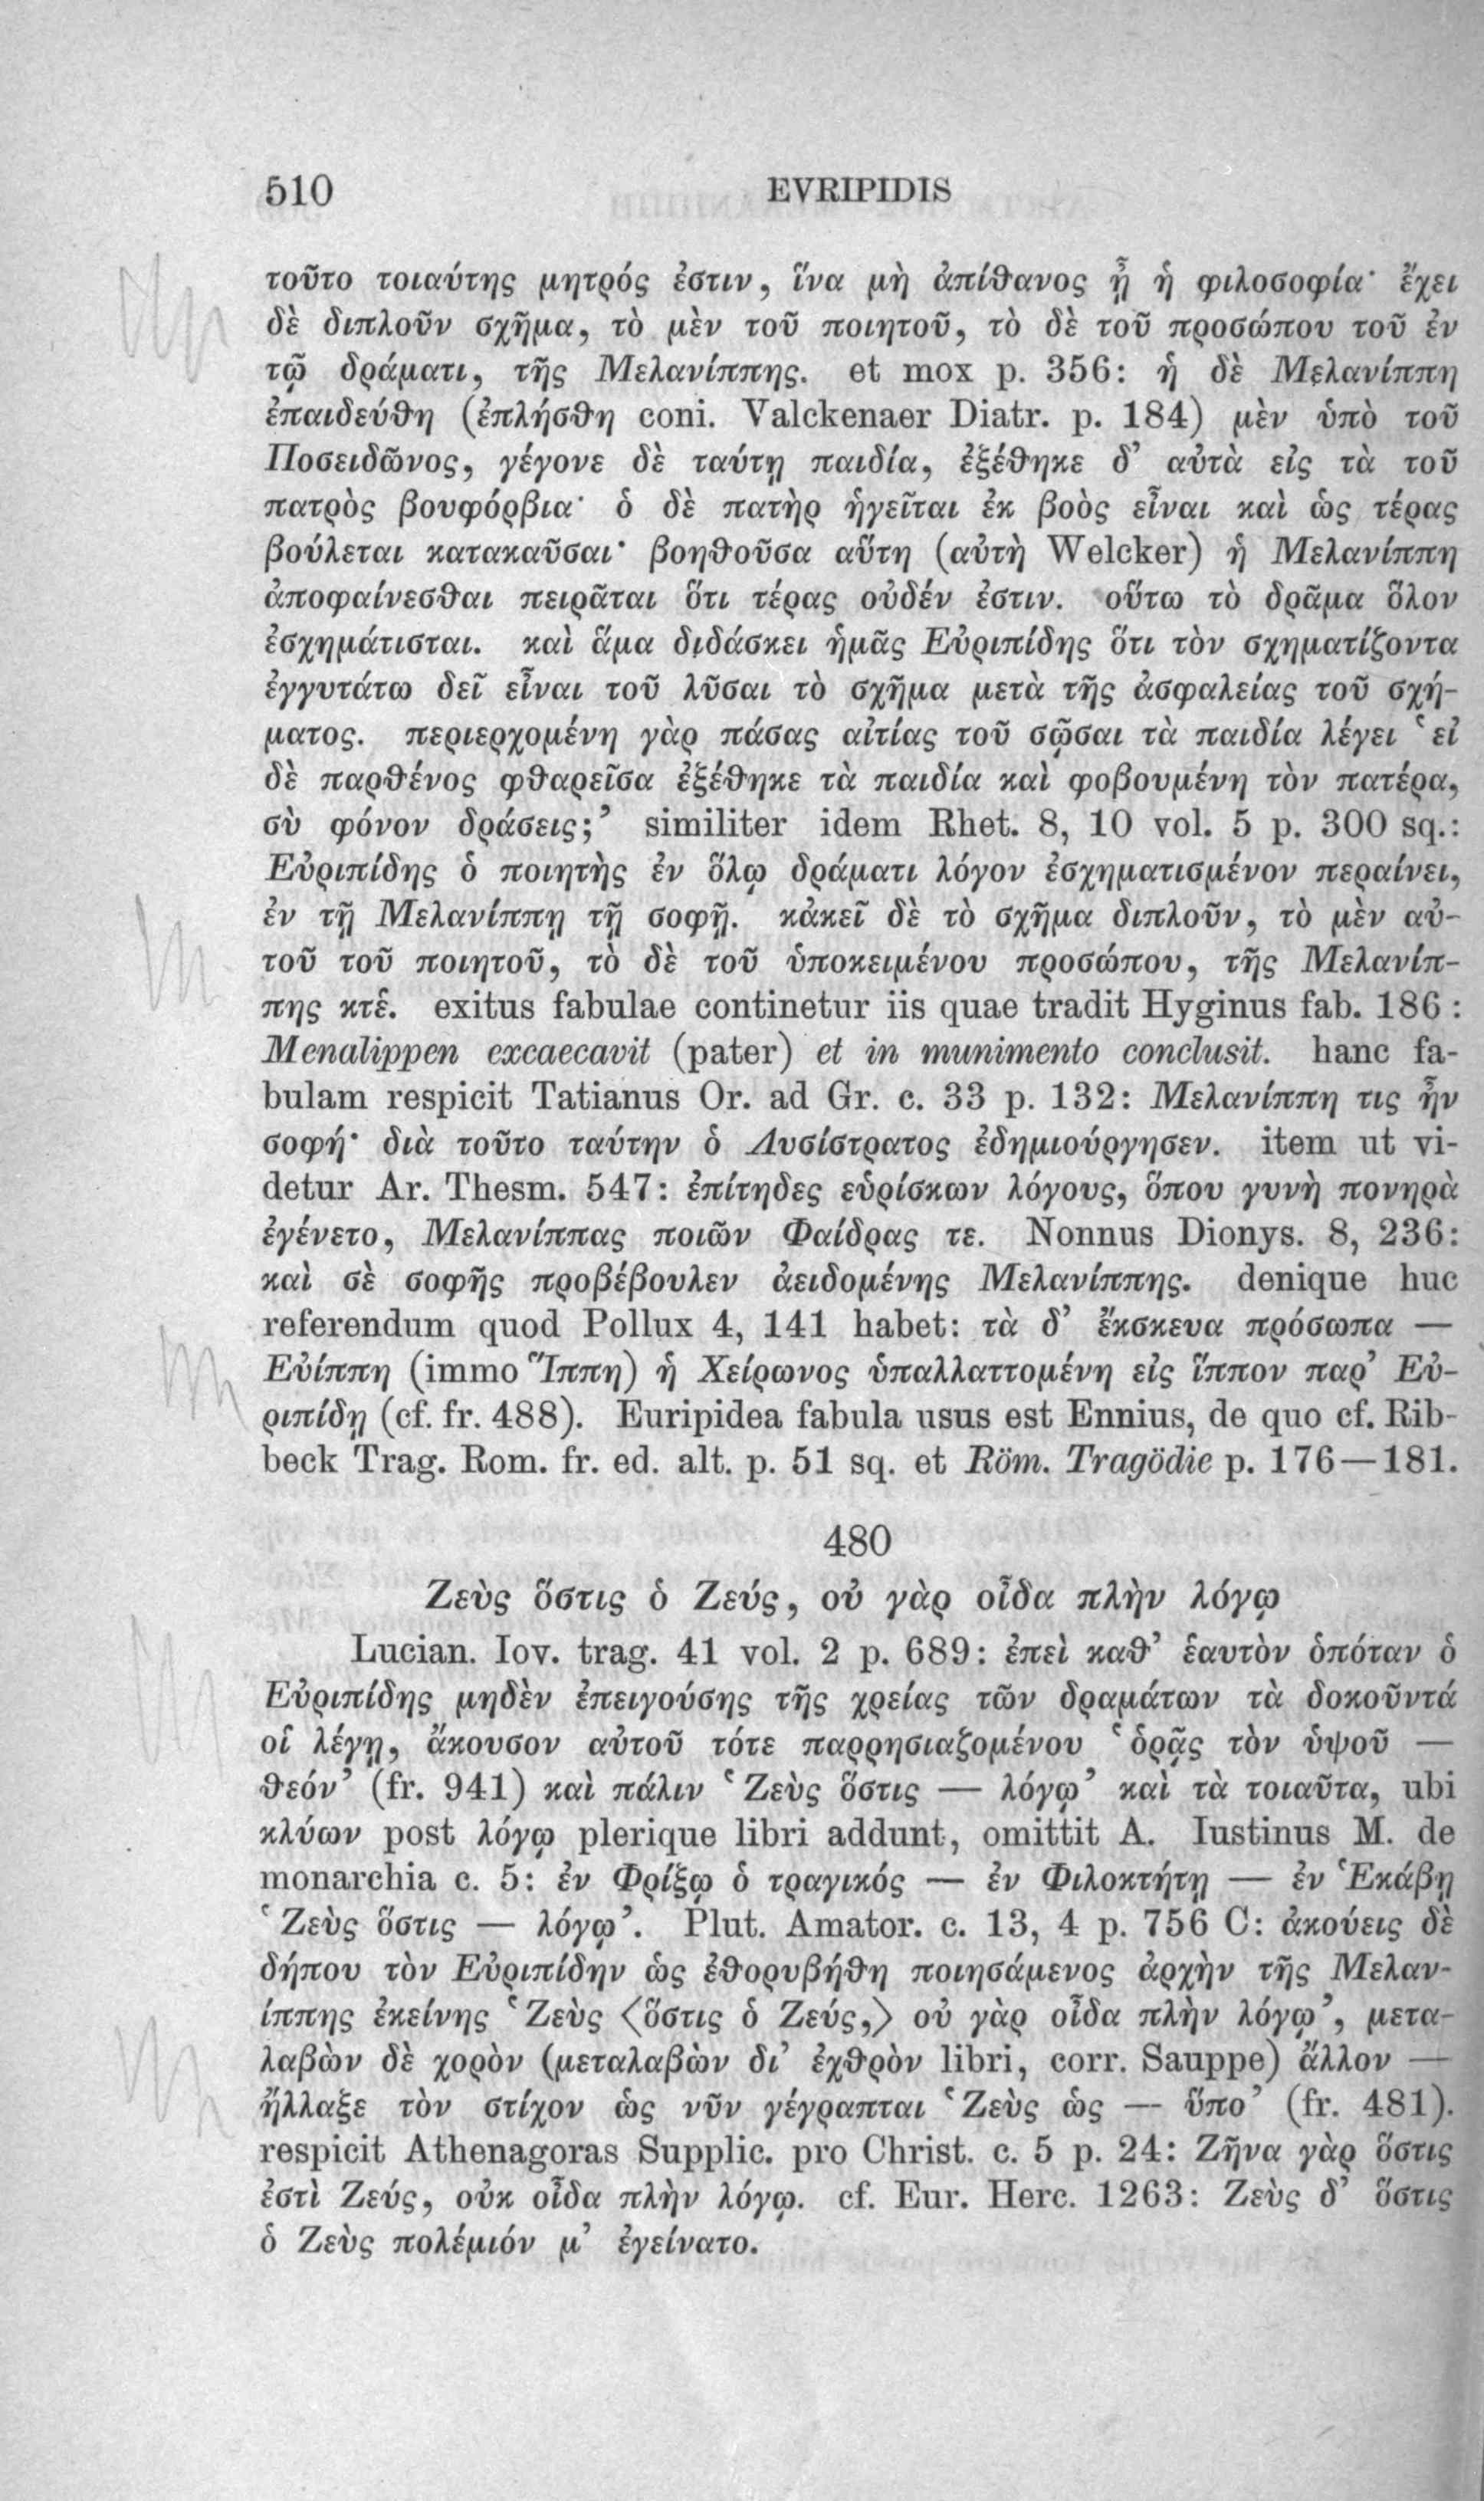 510 EVRIPIDIS
τοῦτο τοιαύτης μητρός ἐστιν, ἵνα μὴ ἀπίθανος ᾖ ἡ φιλοσοφία· ἔχει
δὲ διπλοῦν σχῆμα, τὸ μὲν τοῦ ποιητοῦ, τὸ δὲ τοῦ προσώπου τοῦ ἐν
τῷ δράματι, τῆς Μελανίππης. et mox p. 356: ἡ δὲ Μελανίππη
ἐπαιδεύθη (ἐπλήσθη coni. Valckenaer Diatr. p. 184) μὲν ὑπὸ τοῦ
Ποσειδῶνος, γέγονε δὲ ταύτῃ παιδία, ἐξέθηκε δ’ αὐτὰ εἰς τὰ τοῦ
πατρὸς βουφόρβια· ὁ δὲ πατὴρ ἡγεῖται ἐκ βοὸς εἶναι καὶ ὡς τέρας
βούλεται κατακαῦσαι· βοηθοῦσα αὕτη (αὐτὴ Welcker) ἡ Μελανίππη
ἀποφαίνεσθαι πειρᾶται ὅτι τέρας οὐδέν ἐστιν. οὕτω τὸ δρᾶμα ὅλον
ἐσχημάτισται. καὶ ἅμα διδάσκει ἡμᾶς Εὐριπίδης ὅτι τὸν σχηματίζοντα
ἐγγυτάτω δεῖ εἶναι τοῦ λῦσαι τὸ σχῆμα μετὰ τῆς ἀσφαλείας τοῦ σχή-
ματος. περιερχομένη γὰρ πάσας αἰτίας τοῦ σῷσαι τὰ παιδία λέγει ‘εἰ
δὲ παρθένος φθαρεῖσα ἐξέθηκε τὰ παιδία καὶ φοβουμένη τὸν πατέρα,
σὺ φόνον δράσεις;’ similiter idem Rhet. 8, 10 vol. 5 p. 300 sq.:
Εὐριπίδης ὁ ποιητὴς ἐν ὅλῳ δράματι λόγον ἐσχηματισμένον περαίνει,
ἐν τῇ Μελανίππῃ τῇ σοφῇ. κἀκεῖ δὲ τὸ σχῆμα διπλοῦν, τὸ μὲν αὐ-
τοῦ τοῦ ποιητοῦ, τὸ δὲ τοῦ ὑποκειμένου προσώπου, τῆς Μελανίπ-
πης κτἑ. exitus fabulae continetur iis quae tradit Hyginus fab. 186:
Menalippen excaecavit (pater) et in munimento conclusit. hanc fa-
bulam respicit Tatianus Or. ad Gr. c. 33 p. 132: Μελανίππη τις ἦν
σοφή· διὰ τοῦτο ταύτην ὁ Λυσίστρατος ἐδημιούργησεν. item ut vi-
detur Ar. Thesm. 547: ἐπίτηδες εὑρίσκων λόγους, ὅπου γυνὴ πονηρὰ
ἐγένετο, Μελανίππας ποιῶν Φαίδρας τε. Nonnus Dionys. 8, 236:
καὶ σὲ σοφῆς προβέβουλεν ἀειδομένης Μελανίππης. denique huc
referendum quod Pollux 4, 141 habet: τὰ δ’ ἔκσκευα πρόσωπα —
Εὐίππη (immo Ἵππη) ἡ Χείρωνος ὑπαλλαττομένη εἰς ἵππον παρ’ Εὐ-
ριπίδῃ (cf. fr. 488). Euripidea fabula usus est Ennius, de quo cf. Rib-
beck Trag. Rom. fr. ed. alt. p. 51 sq. et Röm. Tragödie p. 176—181.
480
Ζεὺς ὅστις ὁ Ζεύς, οὐ γὰρ οἶδα πλὴν λόγῳ
Lucian. Iov. trag. 41 vol. 2 p. 689: ἐπεὶ καθ’ ἑαυτὸν ὁπόταν ὁ
Εὐριπίδης μηδὲν ἐπειγούσης τῆς χρείας τῶν δραμάτων τὰ δοκοῦντά
οἱ λέγῃ, ἄκουσον αὐτοῦ τότε παρρησιαζομένου ‘ὁρᾷς τὸν ὑψοῦ —
θεόν’ (fr. 941) καὶ πάλιν ‘Ζεὺς ὅστις — λόγῳ’ καὶ τὰ τοιαῦτα, ubi
κλύων post λόγῳ plerique libri addunt, omittit A. Iustinus M. de
monarchia c. 5: ἐν Φρίξῳ ὁ τραγικός — ἐν Φιλοκτήτῃ — ἐν Ἑκάβῃ
‘Ζεὺς ὅστις — λόγῳ’. Plut. Amator. c. 13, 4 p. 756 C: ἀκούεις δὲ
δήπου τὸν Εὐριπίδην ὡς ἐθορυβήθη ποιησάμενος ἀρχὴν τῆς Μελαν-
ίππης ἐκείνης ‘Ζεὺς 〈ὅστις ὁ Ζεύς,〉 οὐ γὰρ οἶδα πλὴν λόγῳ’, μετα-
λαβὼν δὲ χορὸν (μεταλαβὼν δι’ ἐχθρὸν libri, corr. Sauppe) ἄλλον —
ἤλλαξε τὸν στίχον ὡς νῦν γέγραπται ‘Ζεὺς ὡς — ὕπο’ (fr. 481).
respicit Athenagoras Supplic. pro Christ. c. 5 p. 24: Ζῆνα γὰρ ὅστις
ἐστὶ Ζεύς, οὐκ οἶδα πλὴν λόγῳ. cf. Eur. Herc. 1263: Ζεὺς δ’ ὅστις
ὁ Ζεὺς πολέμιόν μ’ ἐγείνατο.